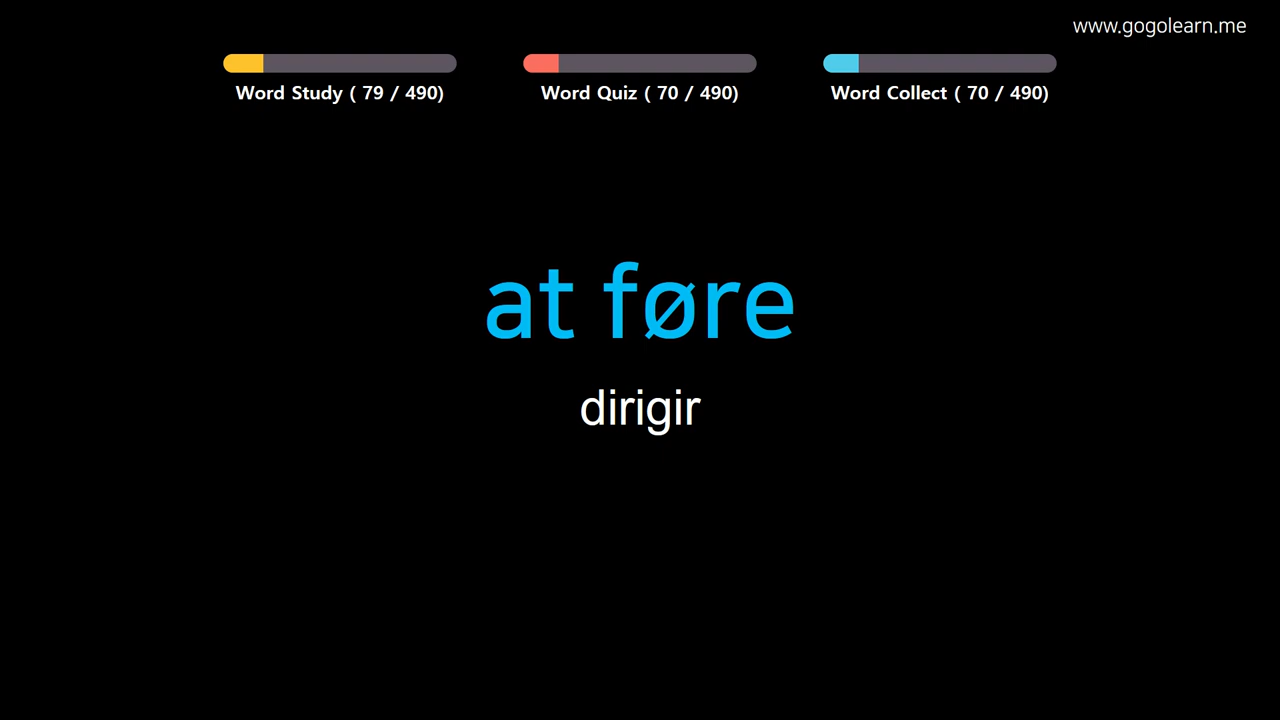 www.gogolearn.me
Word Study ( 79 / 490)
Word Quiz ( 70 / 490)
Word Collect ( 70 / 490)
at føre
dirigir